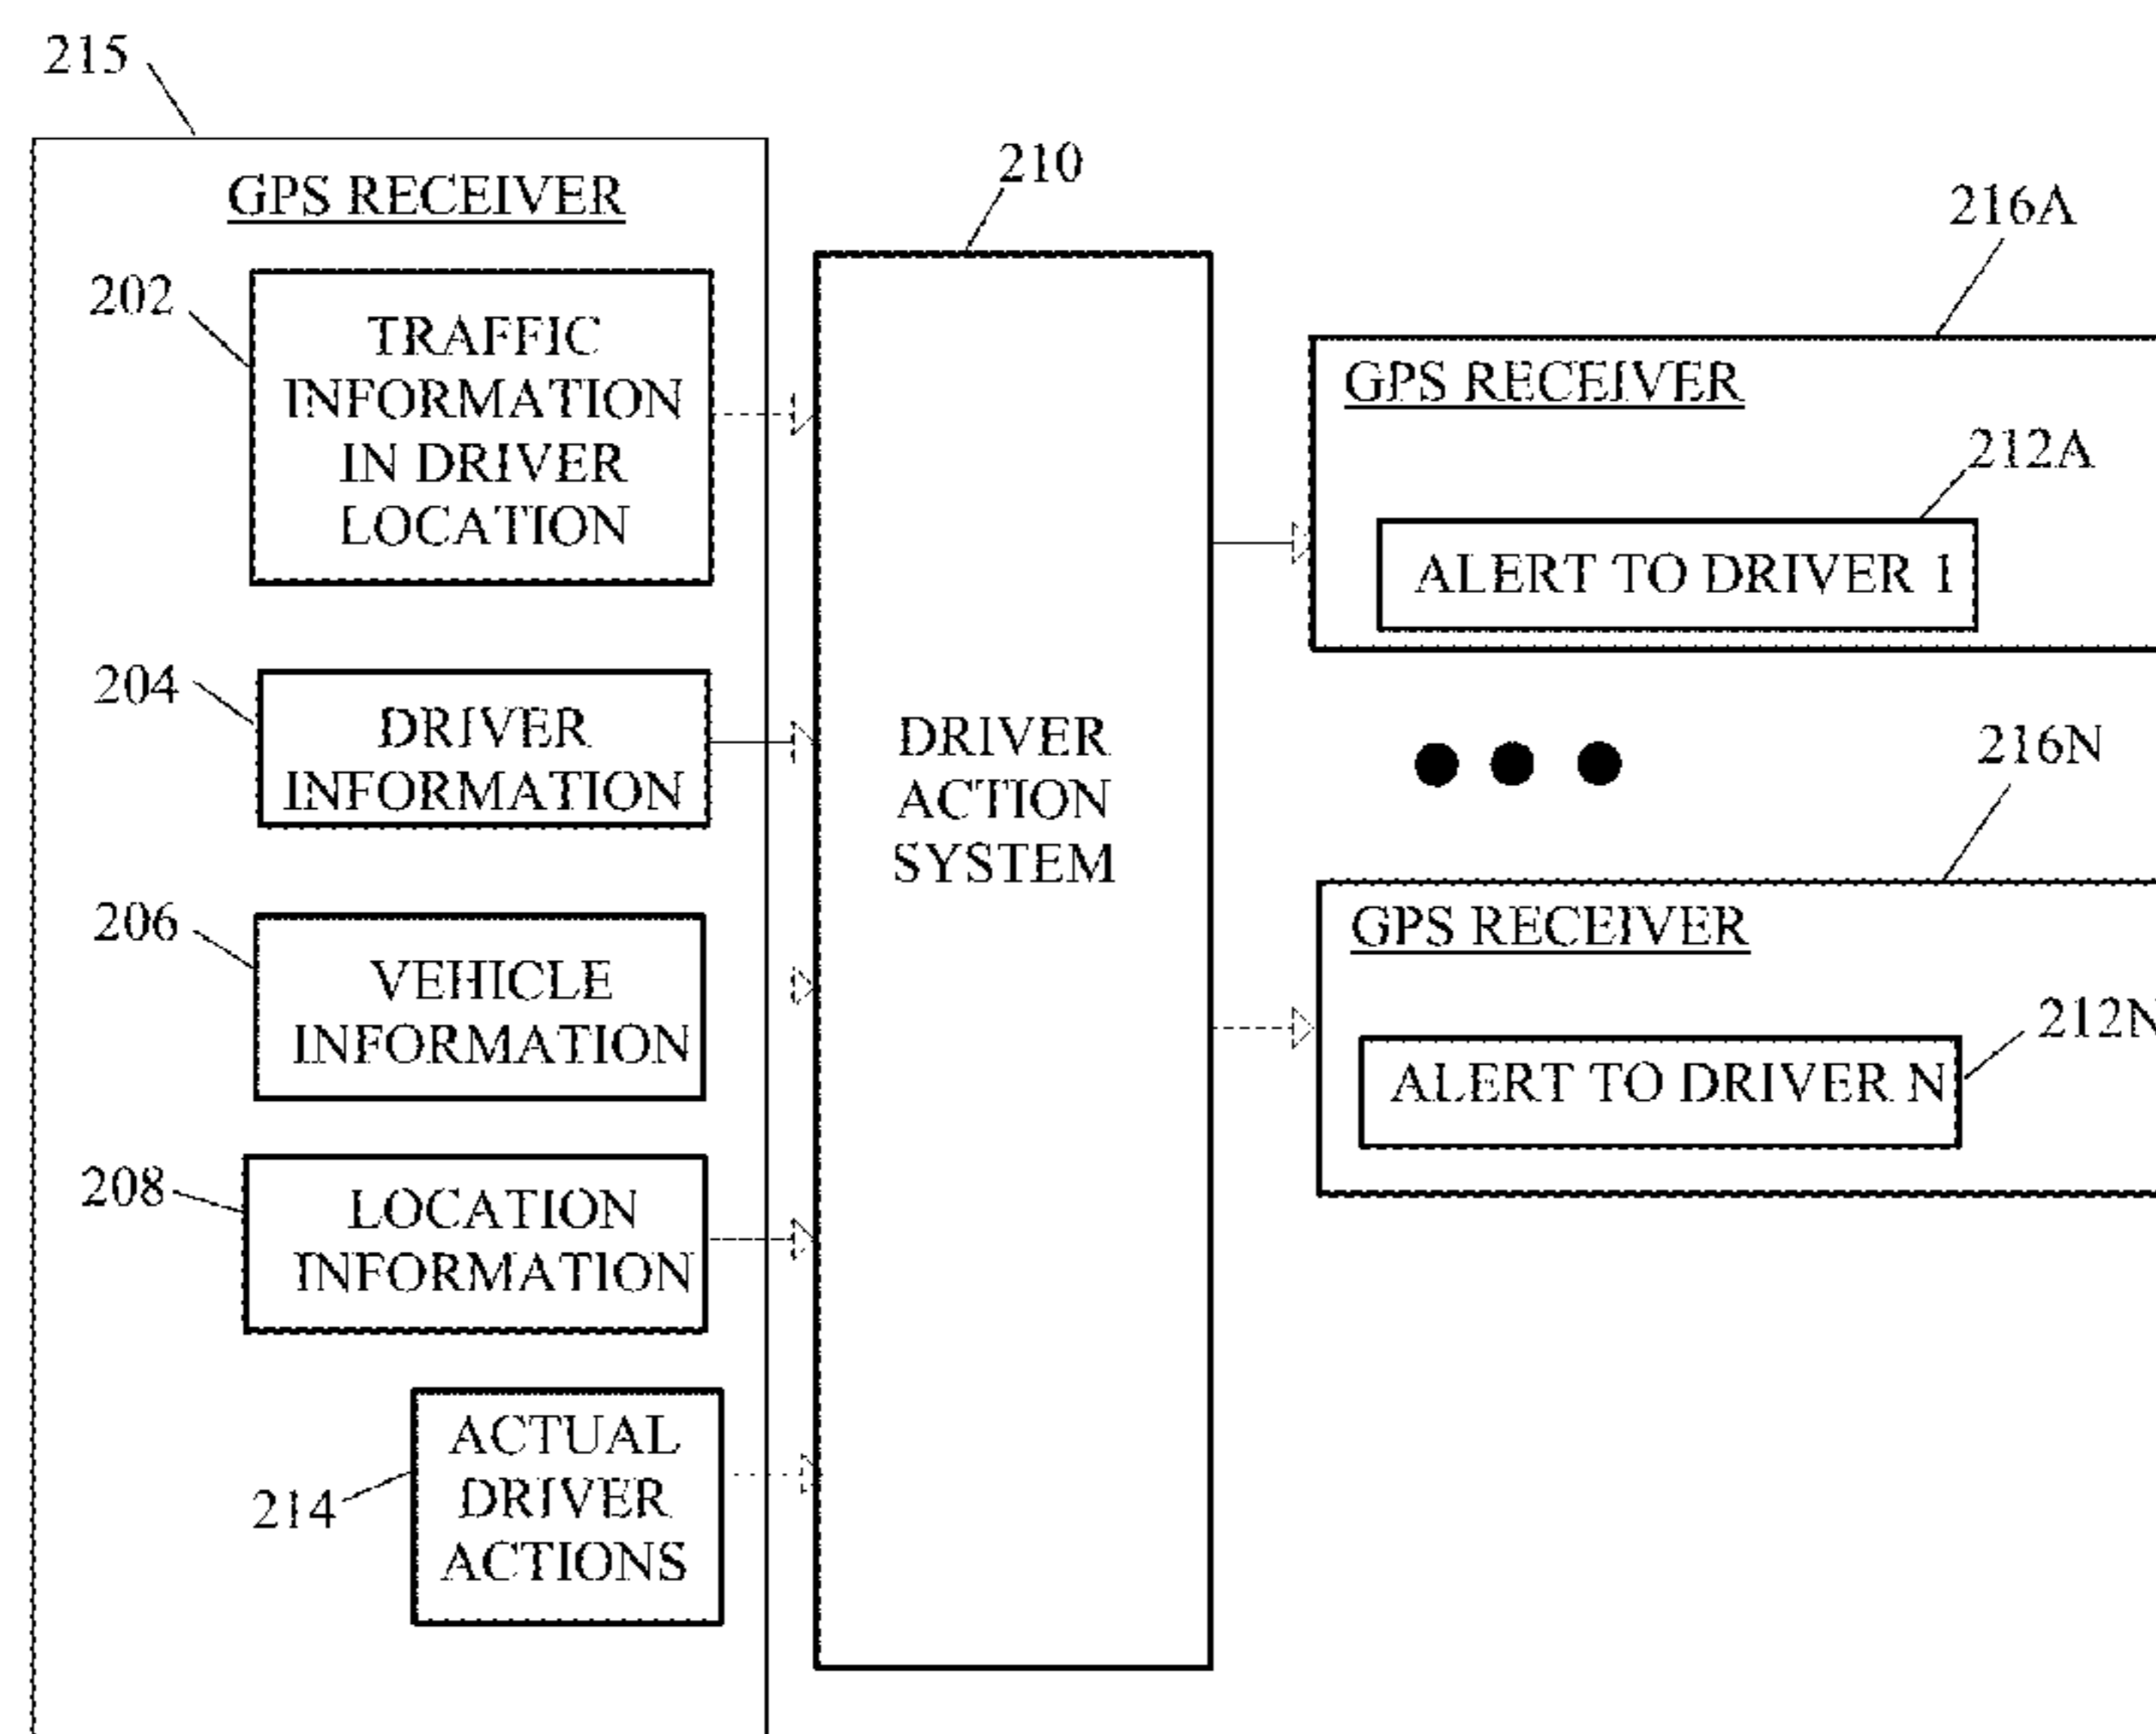 215
GPS RECEIVER
202
TRAFFIC
INFORMATION
IN DRIVER
LOCATION
204
DRIVER
INFORMATION
206
VEHICLE
INFORMATION
208
LOCATION
INFORMATION
214
ACTUAL
DRIVER
ACTIONS
210
DRIVER
ACTION
SYSTEM
216A
GPS RECEIVER
212A
ALERT TO DRIVER 1
216N
GPS RECEIVER
212N
ALERT TO DRIVER N